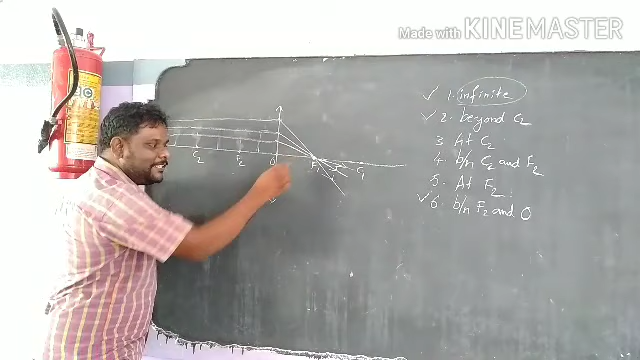 Made with KINEMASTER
✓ 1. infinite
✓ 2. beyond C2
3 At C2
4. b/n C2 and F2
5. At F2.
✓ 6. b/n F2 and O
C2 F2 O F1 C1